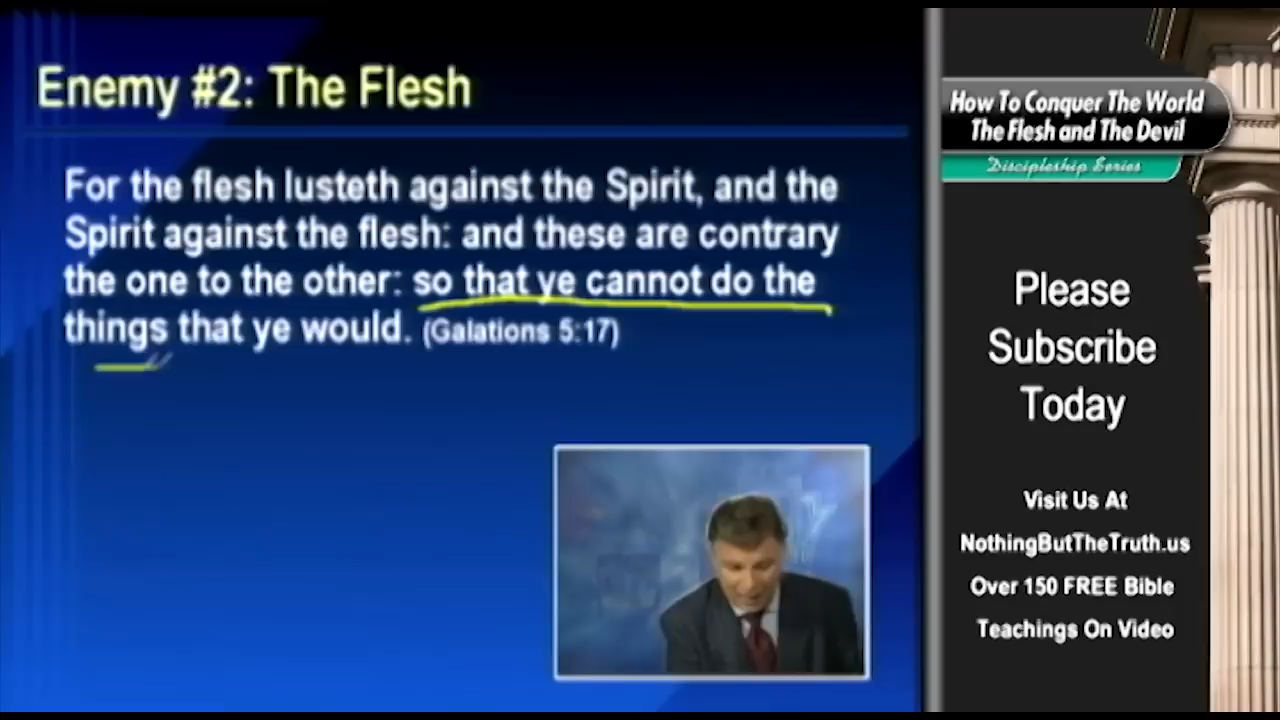 Enemy #2: The Flesh
For the flesh lusteth against the Spirit, and the
Spirit against the flesh: and these are contrary
the one to the other: so that ye cannot do the
things that ye would. (Galations 5:17)
How To Conquer The World
The Flesh and The Devil
Discipleship Series
Please
Subscribe
Today
Visit Us At
NothingButTheTruth.us
Over 150 FREE Bible
Teachings On Video